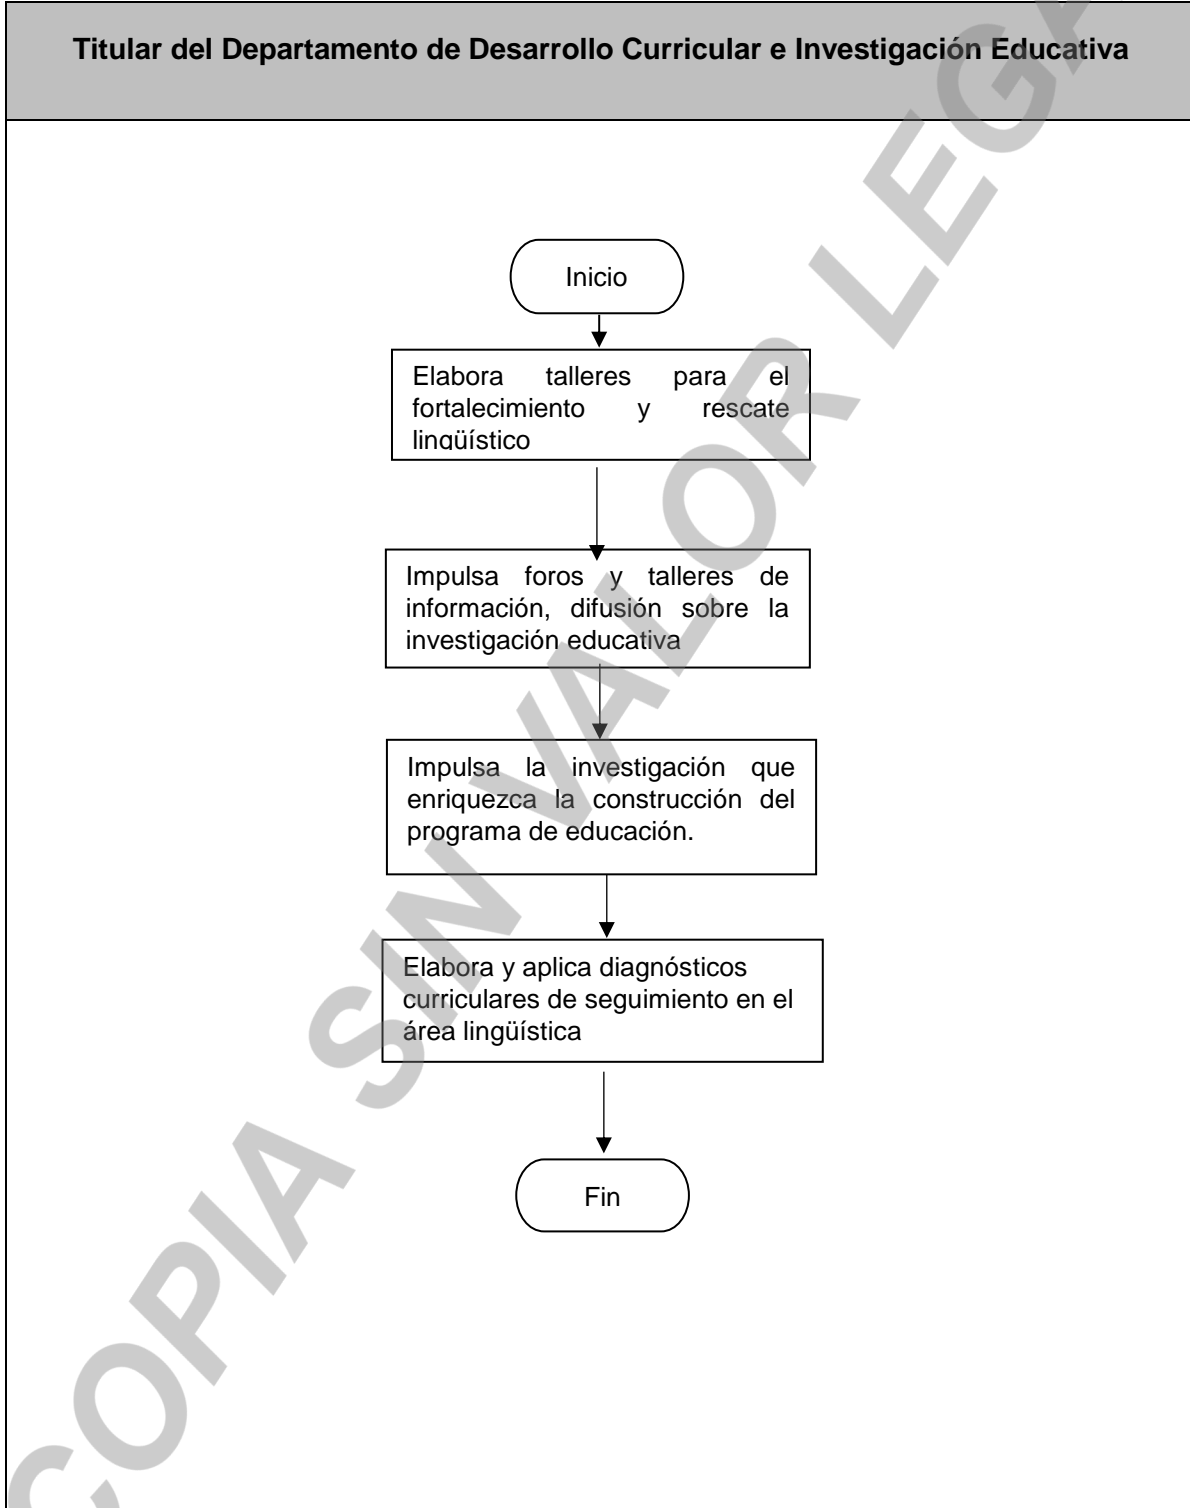 Titular del Departamento de Desarrollo Curricular e Investigación Educativa
Inicio
Elabora talleres para el
fortalecimiento y rescate
lingüístico
Impulsa foros y talleres de
información, difusión sobre la
investigación educativa
Impulsa la investigación que
enriquezca la construcción del
programa de educación.
Elabora y aplica diagnósticos
curriculares de seguimiento en el
área lingüística
Fin
COPIA SIN VALOR LEGA